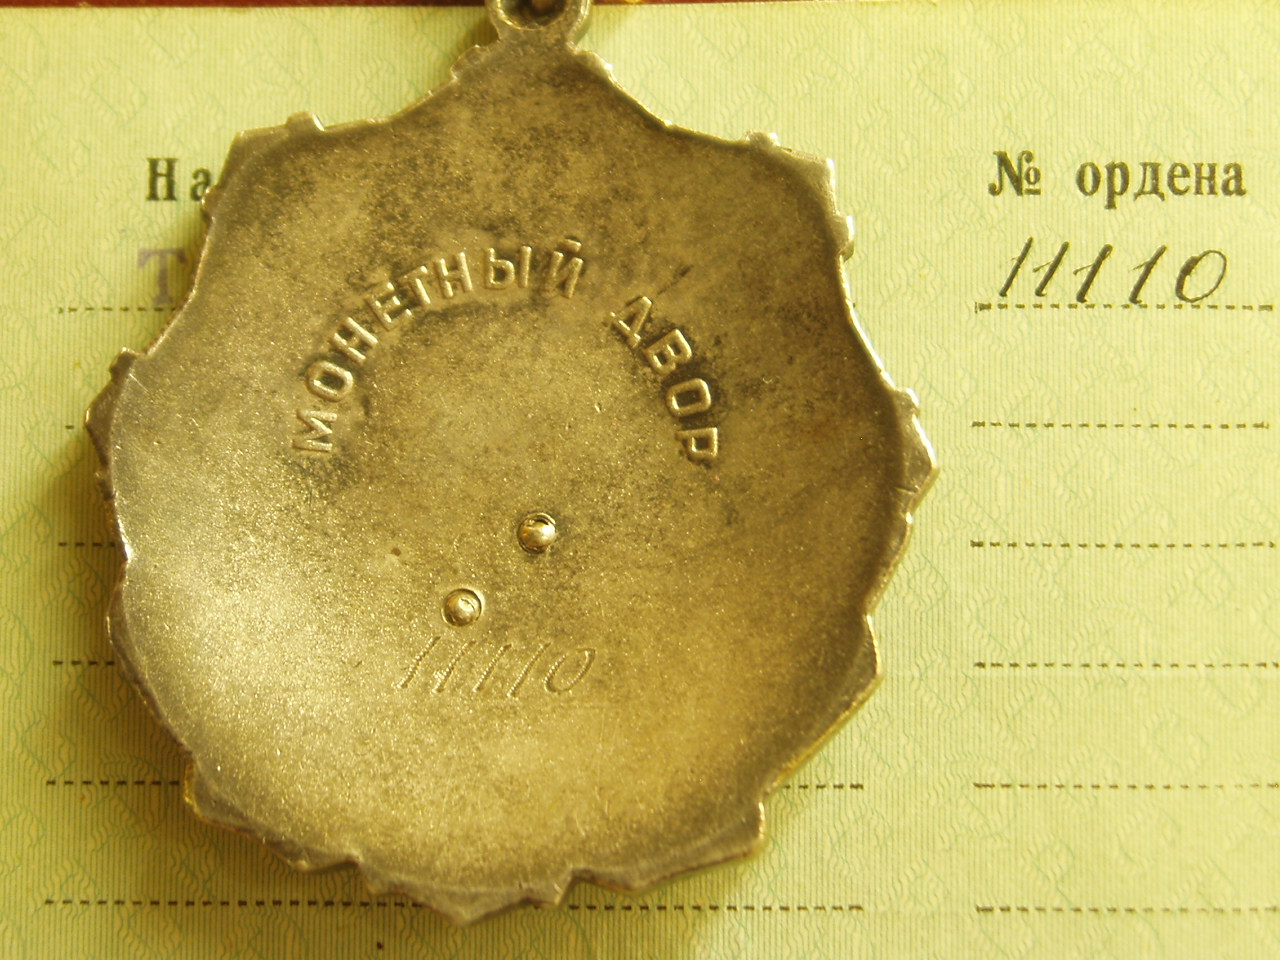 На
№ ордена
Т
11110
МОНЕТНЫЙ ДВОР
11110